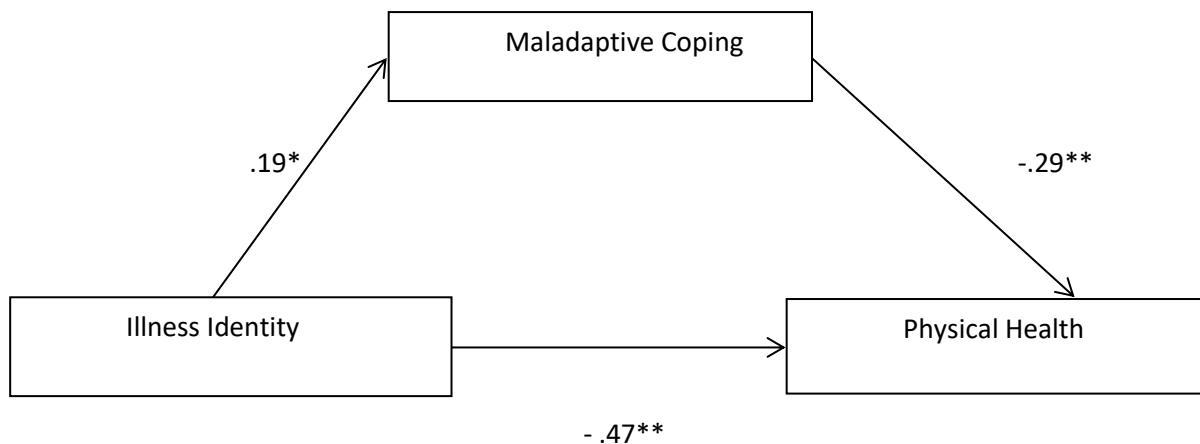 Maladaptive Coping
.19*
-.29**
Illness Identity
Physical Health
- .47**